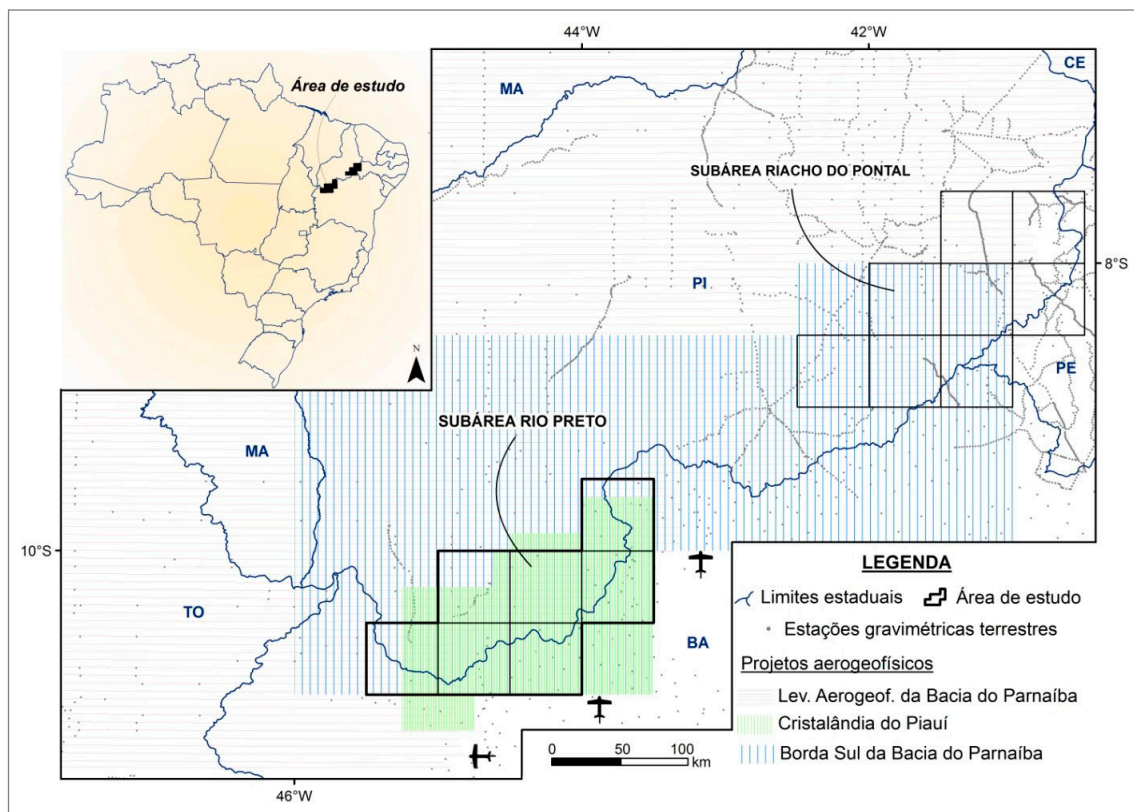 44°W
42°W
CE
Área de estudo
MA
SUBÁREA RIACHO DO PONTAL
8°S
PI
N
PE
SUBÁREA RIO PRETO
MA
10°S
TO
BA
LEGENDA
Limites estaduais
Área de estudo
Estações gravimétricas terrestres
Projetos aerogeofísicos
Lev. Aerogeof. da Bacia do Parnaíba
Cristalândia do Piauí
Borda Sul da Bacia do Parnaíba
0 50 100
km
46°W